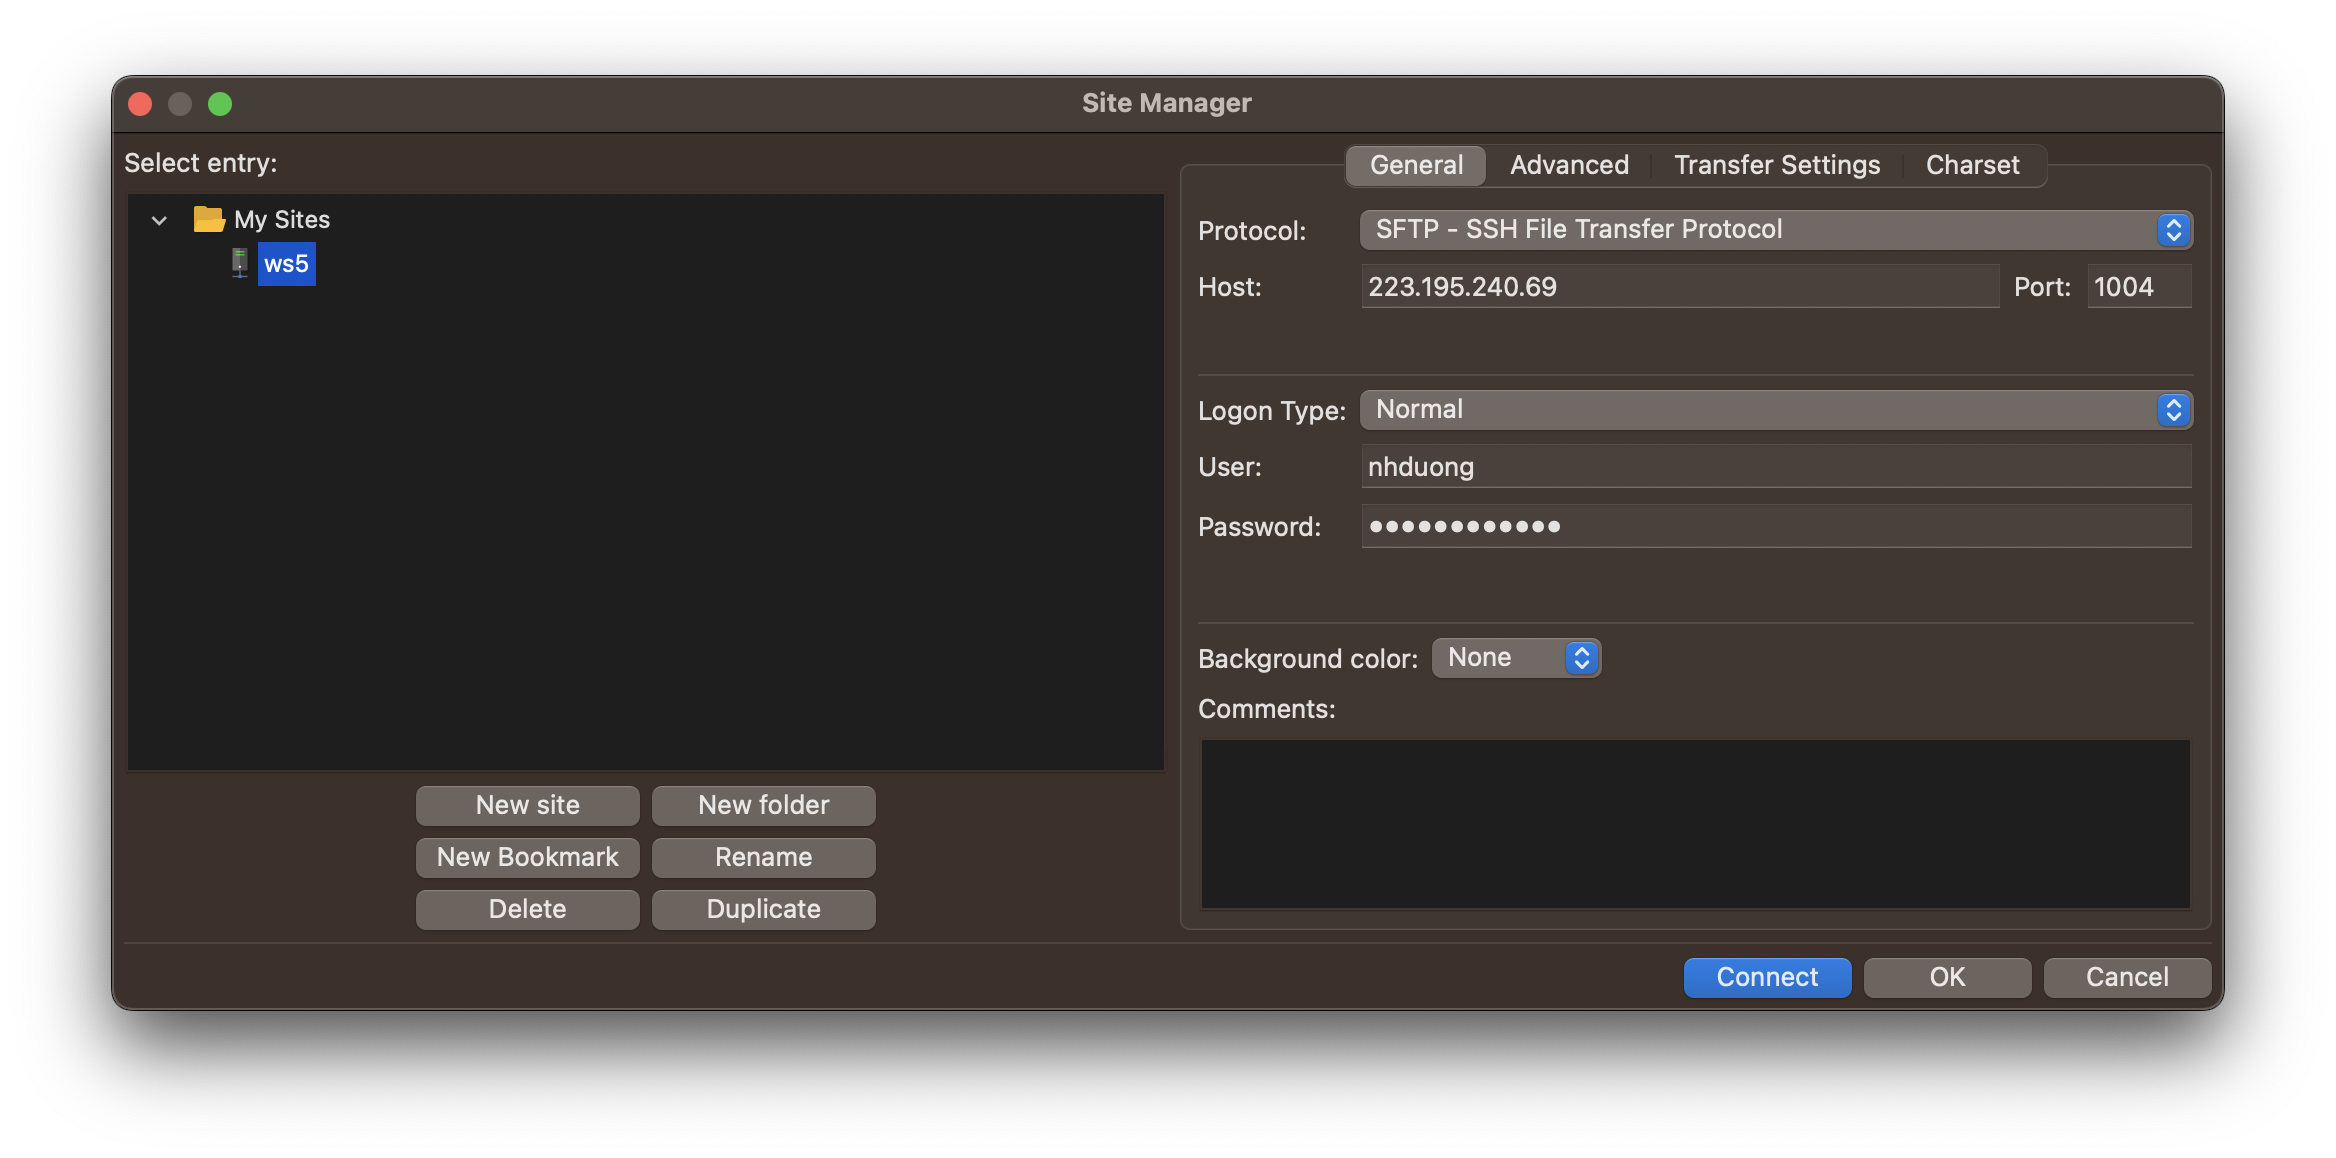 Site Manager
Select entry:
My Sites
ws5
New site
New folder
New Bookmark
Rename
Delete
Duplicate
General
Advanced
Transfer Settings
Charset
Protocol:
SFTP - SSH File Transfer Protocol
Host:
223.195.240.69
Port:
1004
Logon Type:
Normal
User:
nhduong
Password:
●●●●●●●●●●●●
Background color:
None
Comments:
Connect
OK
Cancel